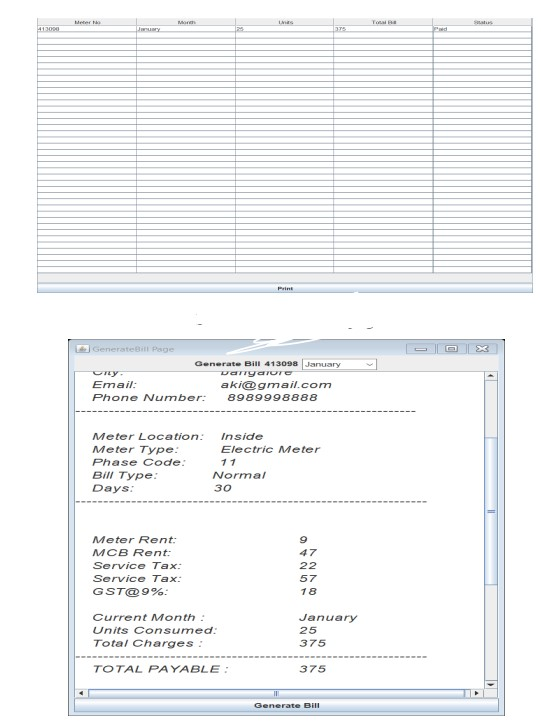 Meter No Month Units Total Bill Status
413098 January 25 375 Paid
Print
GenerateBill Page
Generate Bill 413098 January
City: bangalore
Email: aki@gmail.com
Phone Number: 8989998888
Meter Location: Inside
Meter Type: Electric Meter
Phase Code: 11
Bill Type: Normal
Days: 30
Meter Rent: 9
MCB Rent: 47
Service Tax: 22
Service Tax: 57
GST@9%: 18
Current Month : January
Units Consumed: 25
Total Charges : 375
TOTAL PAYABLE : 375
Generate Bill